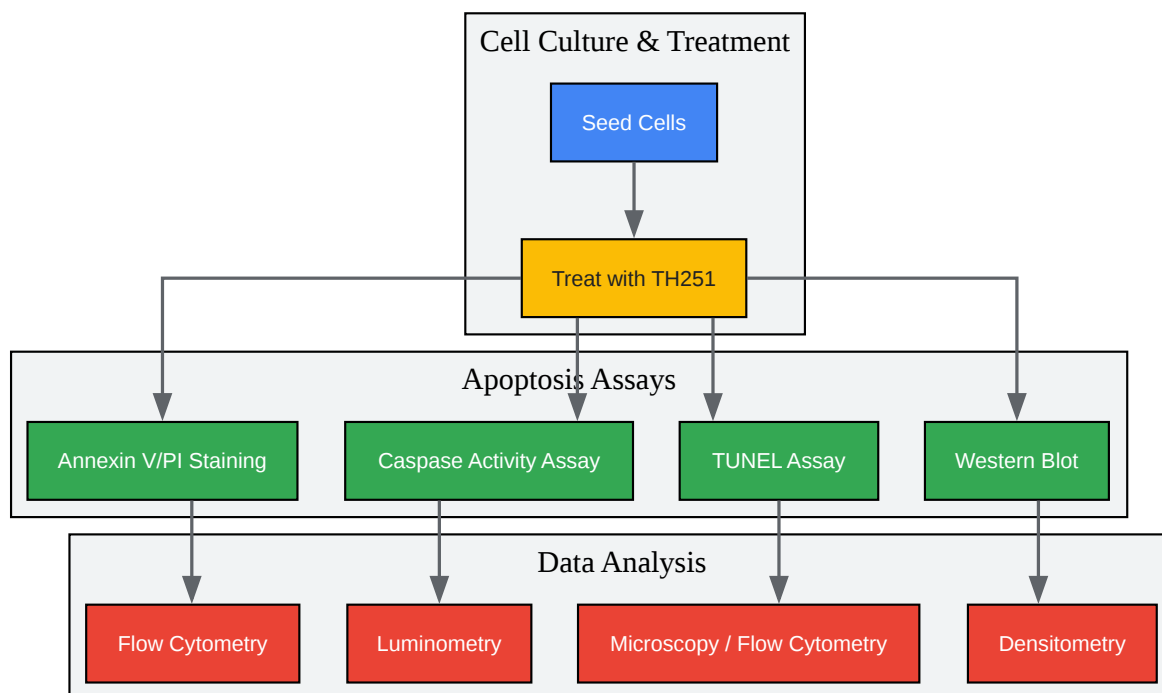 Cell Culture & Treatment
Seed Cells
Treat with TH251
Apoptosis Assays
Annexin V/PI Staining
Caspase Activity Assay
TUNEL Assay
Western Blot
Data Analysis
Flow Cytometry
Luminometry
Microscopy / Flow Cytometry
Densitometry